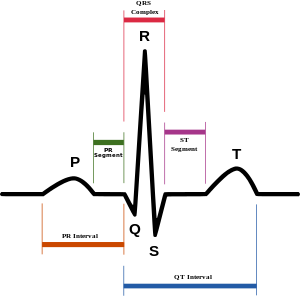 QRS
Complex
R
PR
Segment
ST
Segment
P
T
Q
S
PR Interval
QT Interval